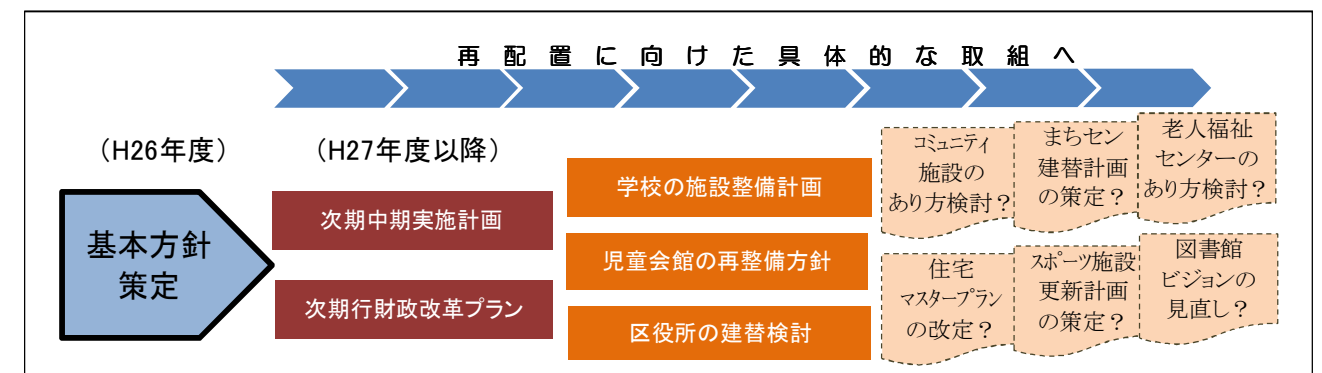 再配置に向けた具体的な取組へ
（H26年度）
（H27年度以降）
基本方針
策定
次期中期実施計画
次期行財政改革プラン
学校の施設整備計画
児童会館の再整備方針
区役所の建替検討
コミュニティ
施設の
あり方検討？
まちセン
建替計画
の策定？
老人福祉
センターの
あり方検討？
住宅
マスタープラン
の改定？
スポーツ施設
更新計画
の策定？
図書館
ビジョンの
見直し？